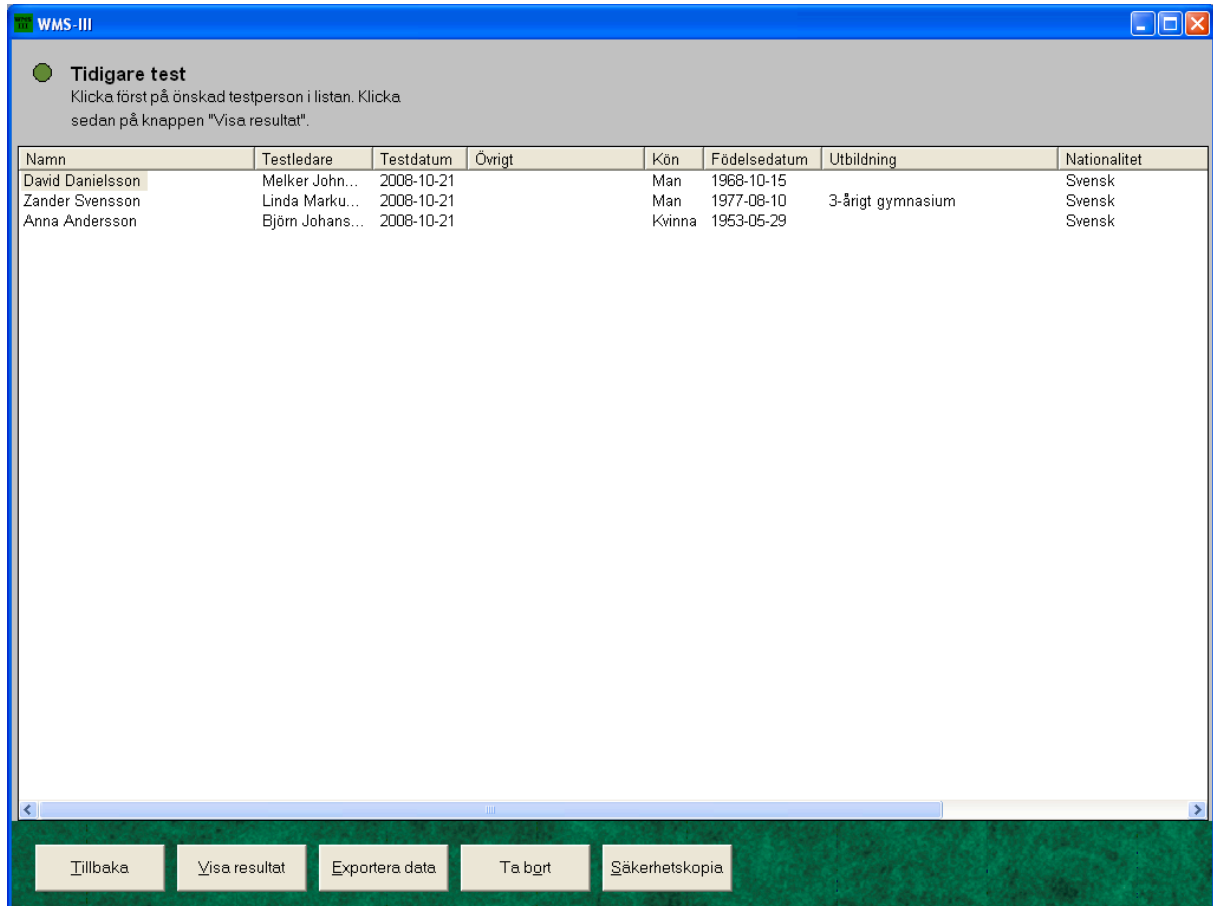 WMS-III
Tidigare test
Klicka först på önskad testperson i listan. Klicka
sedan på knappen "Visa resultat".
Namn Testledare Testdatum Övrigt Kön Födelsedatum Utbildning Nationalitet
David Danielsson Melker John... 2008-10-21 Man 1968-10-15 Svensk
Zander Svensson Linda Marku... 2008-10-21 Man 1977-08-10 3-årigt gymnasium Svensk
Anna Andersson Björn Johans... 2008-10-21 Kvinna 1953-05-29 Svensk
Tillbaka Visa resultat Exportera data Ta bort Säkerhetskopia